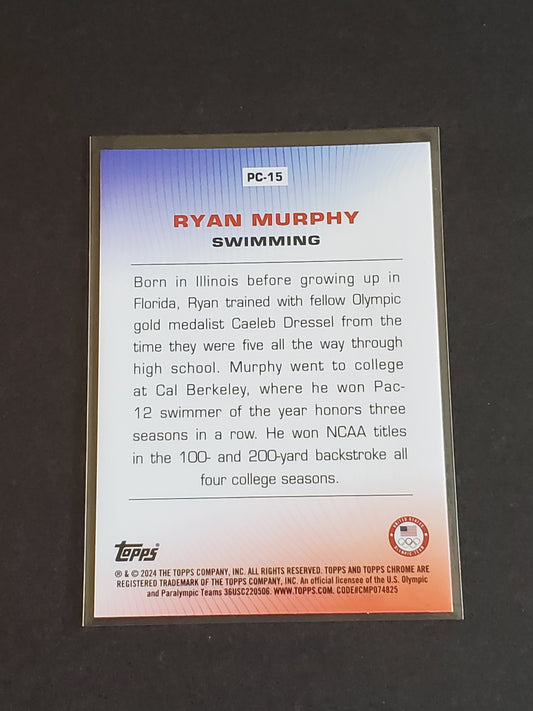 PC-15
RYAN MURPHY
SWIMMING
Born in Illinois before growing up in
Florida, Ryan trained with fellow Olympic
gold medalist Caeleb Dressel from the
time they were five all the way through
high school. Murphy went to college
at Cal Berkeley, where he won Pac-
12 swimmer of the year honors three
seasons in a row. He won NCAA titles
in the 100- and 200-yard backstroke all
four college seasons.
Topps®
UNITED STATES
OLYMPIC TEAM
® & © 2024 THE TOPPS COMPANY, INC. ALL RIGHTS RESERVED. TOPPS AND TOPPS CHROME ARE
REGISTERED TRADEMARK OF THE TOPPS COMPANY, INC. An official licensee of the U.S. Olympic
and Paralympic Teams 36USC220506. WWW.TOPPS.COM. CODE#CMP074825